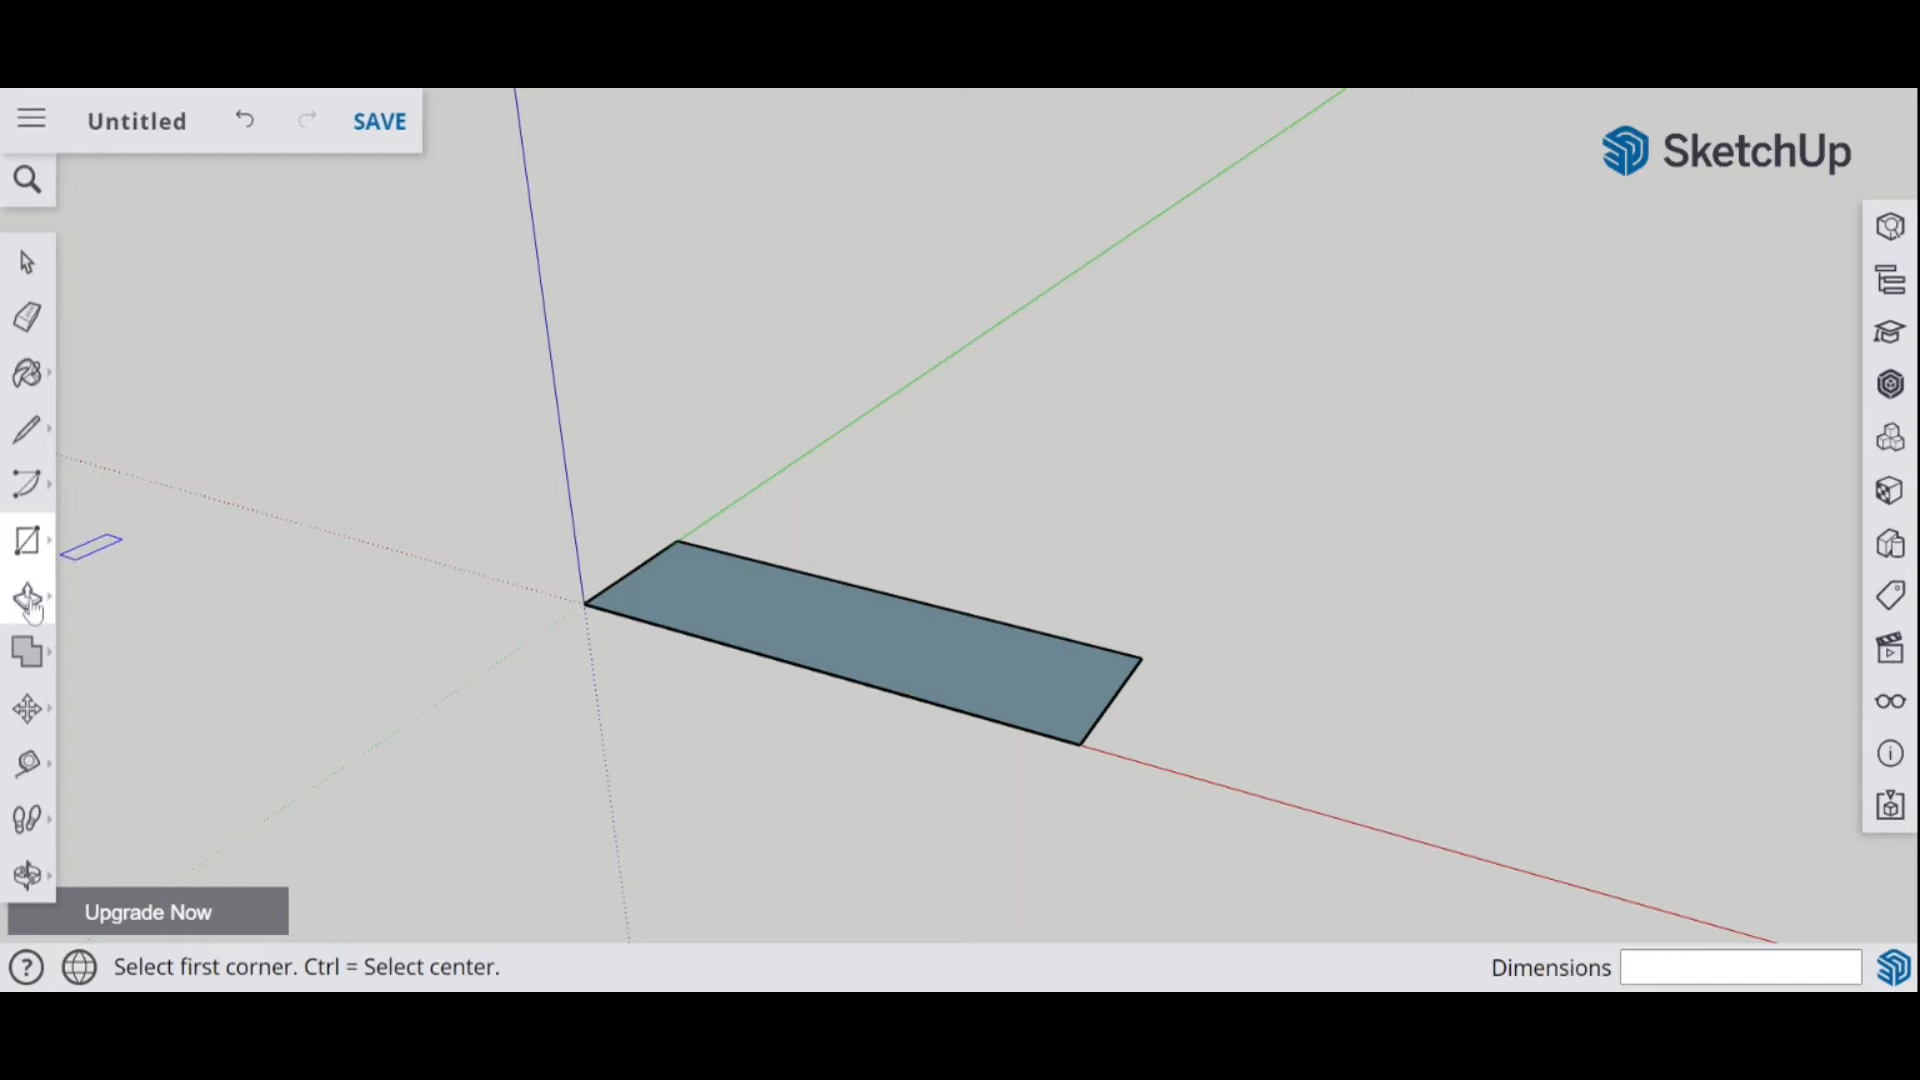 Untitled
SAVE
SketchUp
Upgrade Now
Select first corner. Ctrl = Select center.
Dimensions